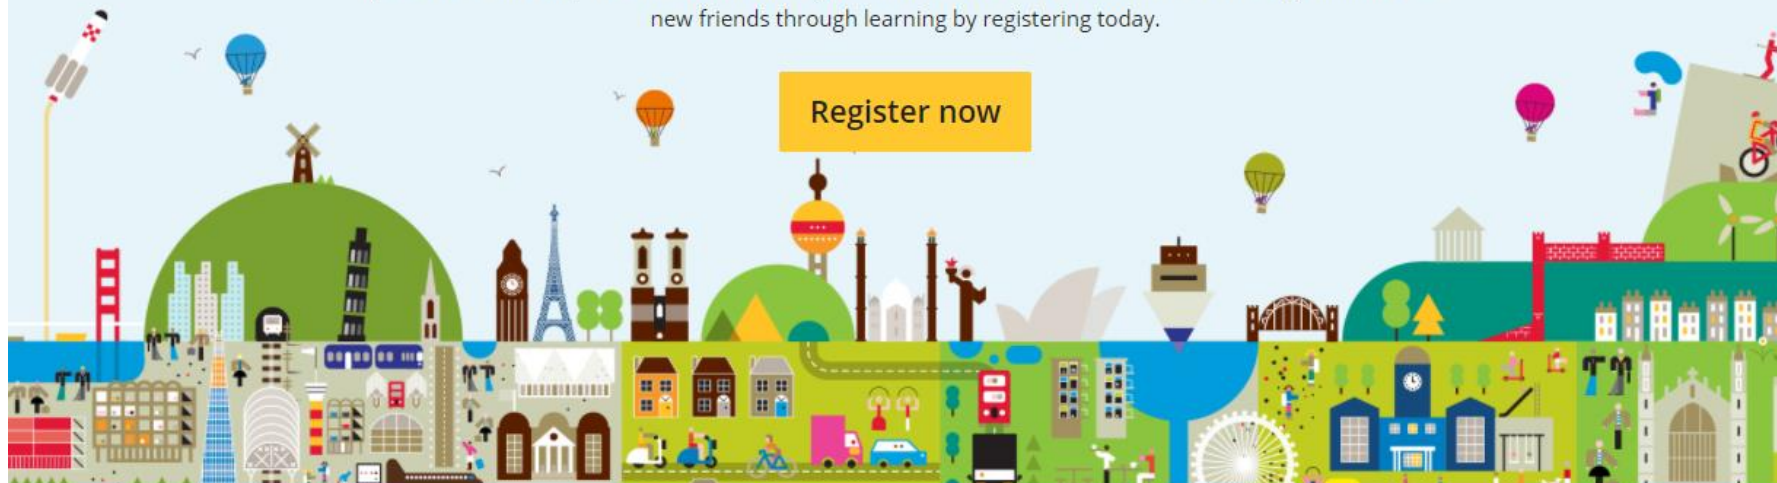 new friends through learning by registering today.
Register now